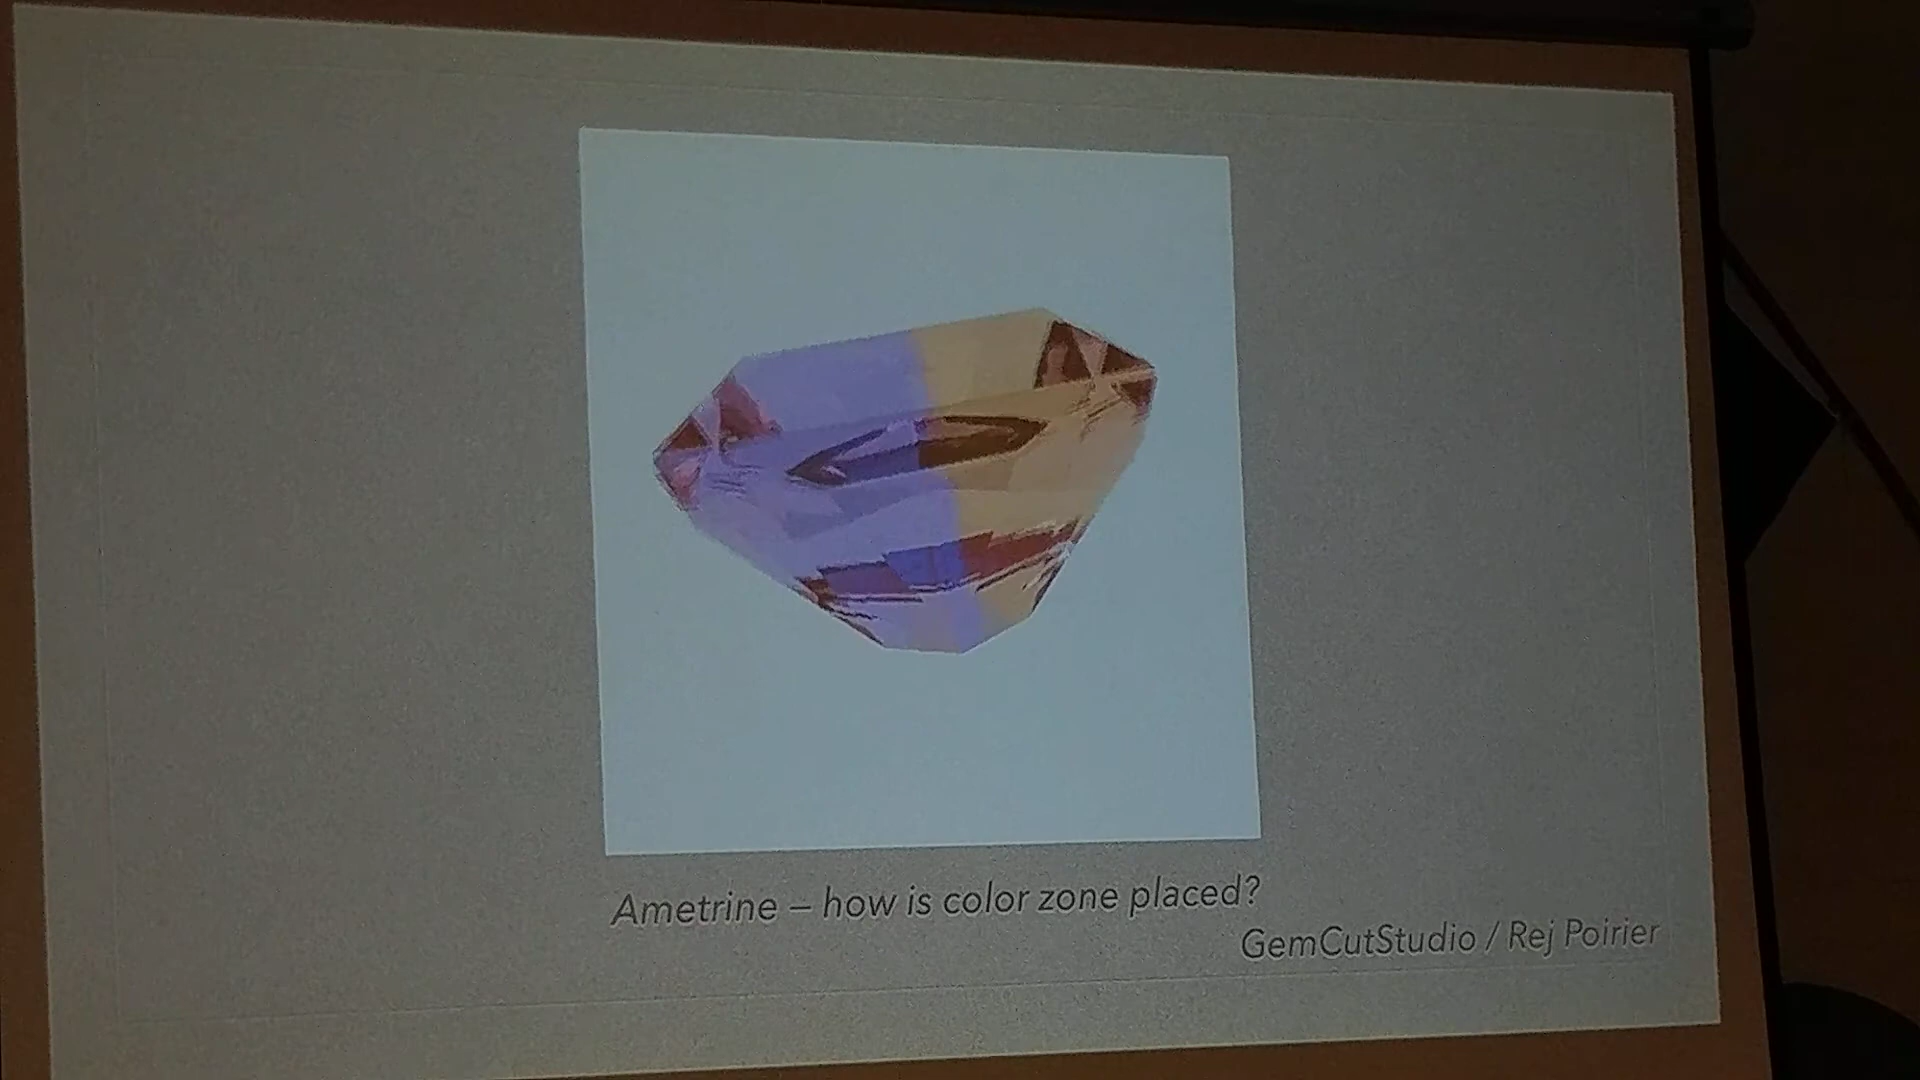 Ametrine – how is color zone placed?
GemCutStudio / Rej Poirier